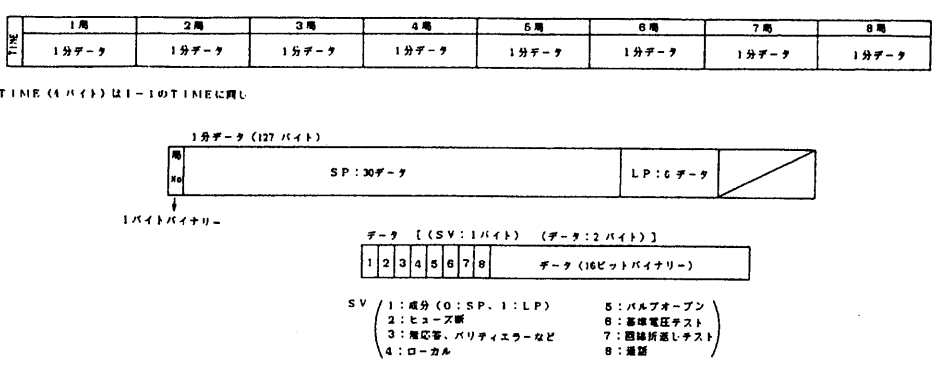 TIME
1局 2局 3局 4局 5局 6局 7局 8局
1分データ 1分データ 1分データ 1分データ 1分データ 1分データ 1分データ 1分データ
TIME(4バイト)は1-1のTIMEに同じ
1分データ(127バイト)
局No
SP:30データ
LP:6データ
1バイトバイナリー
データ [(SV:1バイト) (データ:2バイト)]
1 2 3 4 5 6 7 8 データ(16ビットバイナリー)
SV
1:成分(0:SP、1:LP)
2:ヒューズ断
3:無応答、パリティエラーなど
4:ローカル
5:バルブオープン
6:基準電圧テスト
7:回線折返しテスト
8:通話